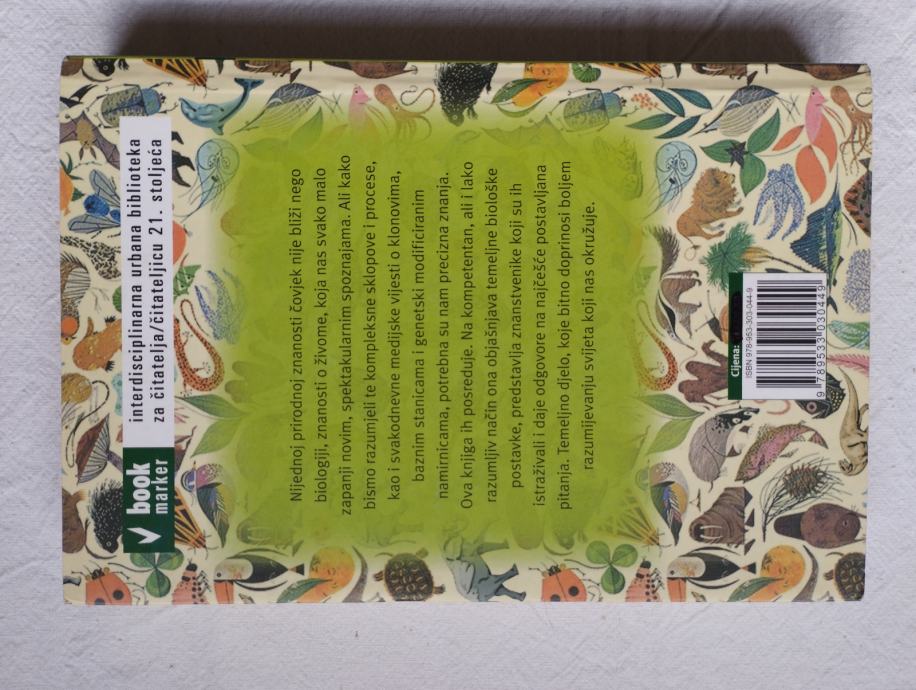 book
marker
interdisciplinarna urbana biblioteka
za čitatelja/čitateljicu 21. stoljeća
Nijednoj prirodnoj znanosti čovjek nije bliži nego
biologiji, znanosti o živome, koja nas svako malo
zapanji novim, spektakularnim spoznajama. Ali kako
bismo razumjeli te kompleksne sklopove i procese,
kao i svakodnevne medijske vijesti o klonovima,
baznim stanicama i genetski modificiranim
namirnicama, potrebna su nam precizna znanja.
Ova knjiga ih posreduje. Na kompetentan, ali i lako
razumljiv način ona objašnjava temeljne biološke
postavke, predstavlja znanstvenike koji su ih
istraživali i daje odgovore na najčešće postavljana
pitanja. Temeljno djelo, koje bitno doprinosi boljem
razumijevanju svijeta koji nas okružuje.
Cijena:
ISBN 978-953-303-044-9
9 789533 030449